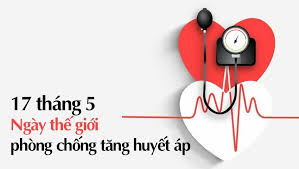 17 tháng 5
Ngày thế giới
phòng chống tăng huyết áp